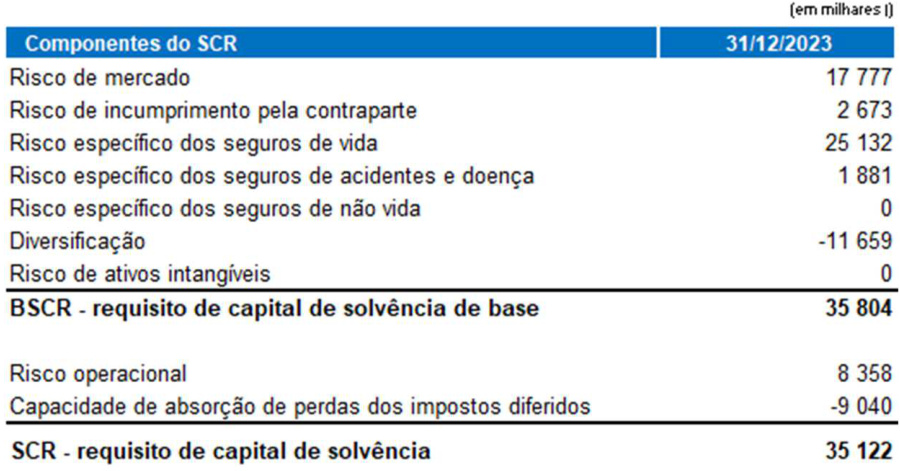 (em milhares |)
Componentes do SCR 31/12/2023
Risco de mercado 17 777
Risco de incumprimento pela contraparte 2 673
Risco específico dos seguros de vida 25 132
Risco específico dos seguros de acidentes e doença 1 881
Risco específico dos seguros de não vida 0
Diversificação -11 659
Risco de ativos intangíveis 0
BSCR - requisito de capital de solvência de base 35 804
Risco operacional 8 358
Capacidade de absorção de perdas dos impostos diferidos -9 040
SCR - requisito de capital de solvência 35 122